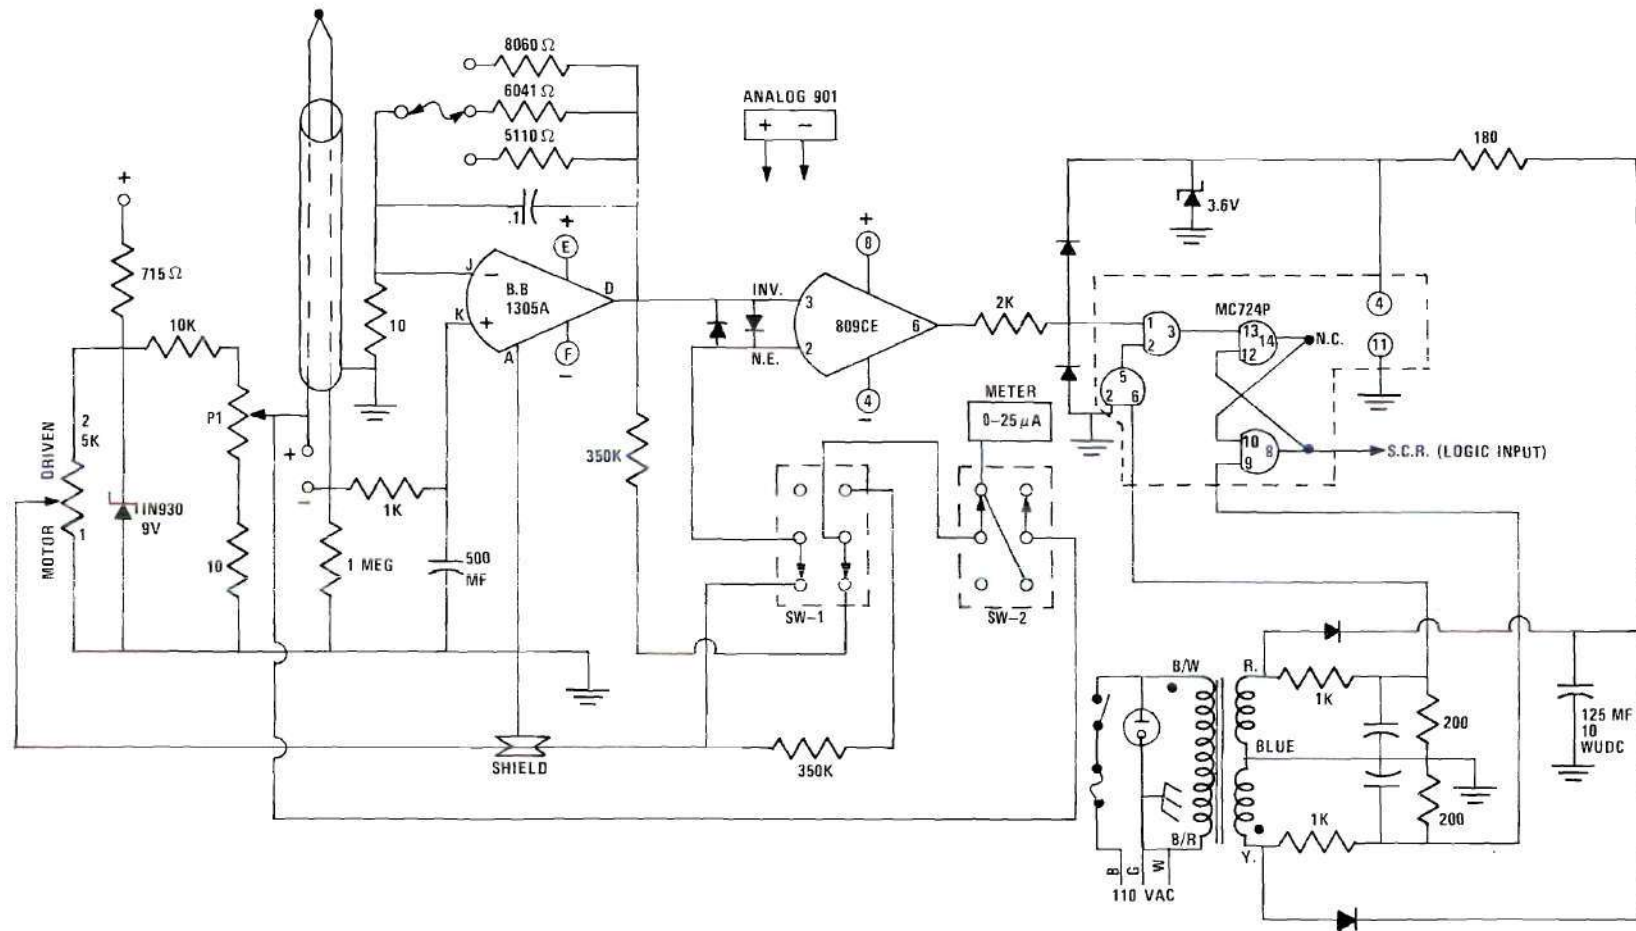 8060 Ω
6041 Ω
5110 Ω
.1
ANALOG 901
+ −
180
3.6V
+
715 Ω
10K
P1
2
5K
MOTOR DRIVEN
1
IN930
9V
10
+
−
1K
1 MEG
500
MF
10
J
−
K
+
B.B
1305A
A
D
+
E
F
−
350K
INV.
N.E.
3
2
809CE
6
+
8
4
−
2K
METER
0-25 μA
SW-1
SW-2
SHIELD
350K
MC724P
1
2
3
5
2
6
13
12
14
N.C.
10
9
8
4
11
S.C.R. (LOGIC INPUT)
B/W
B/R
B
G
W
110 VAC
R.
BLUE
Y.
1K
1K
200
200
125 MF
10
WUDC